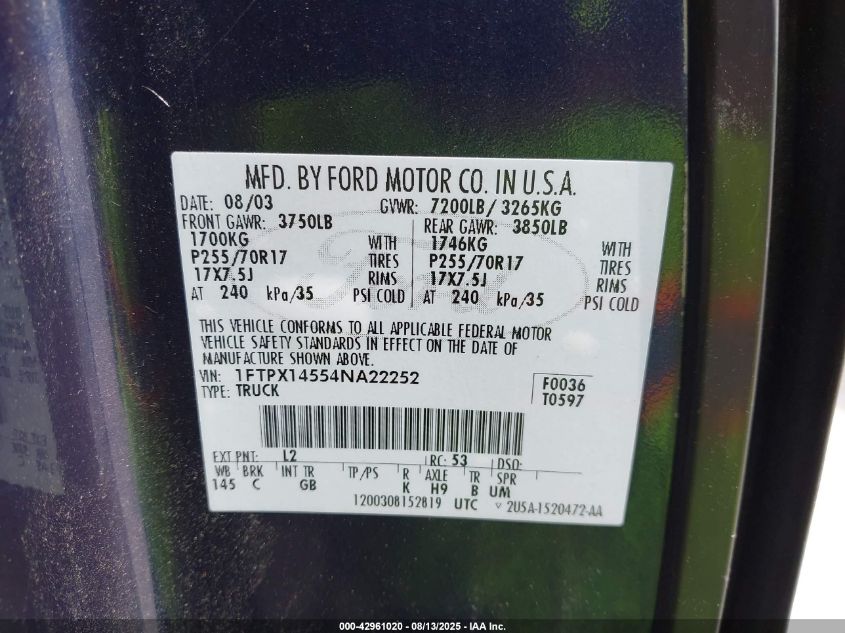 MFD. BY FORD MOTOR CO. IN U.S.A.
DATE: 08/03 GVWR: 7200LB/ 3265KG
FRONT GAWR: 3750LB REAR GAWR: 3850LB
1700KG WITH 1746KG WITH
P255/70R17 TIRES P255/70R17 TIRES
17X7.5J RIMS 17X7.5J RIMS
AT 240 kPa/35 PSI COLD AT 240 kPa/35 PSI COLD
THIS VEHICLE CONFORMS TO ALL APPLICABLE FEDERAL MOTOR
VEHICLE SAFETY STANDARDS IN EFFECT ON THE DATE OF
MANUFACTURE SHOWN ABOVE.
VIN: 1FTPX14554NA22252 F0036
TYPE: TRUCK T0597
EXT PNT: L2 RC: 53 DSO:
WB BRK INT TR TP/PS R AXLE TR SPR
145 C GB K H9 B UM
1200308152819 UTC ▽ 2U5A-1520472-AA
000-42961020 - 08/13/2025 - IAA Inc.